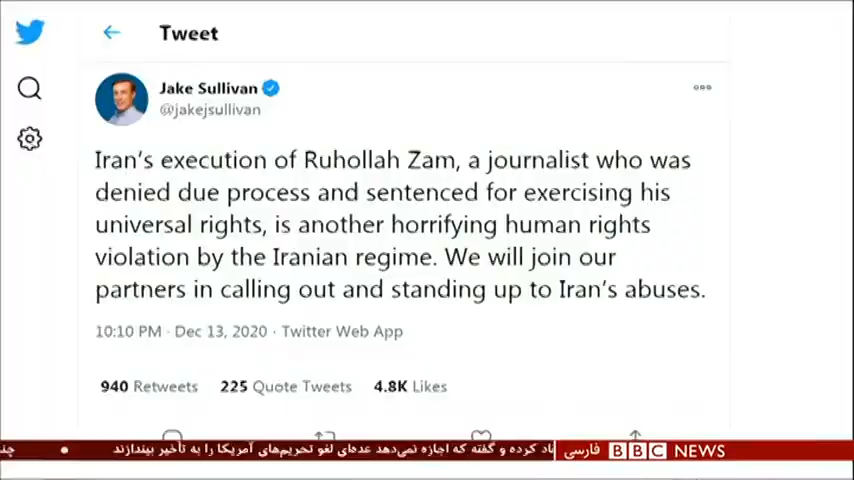 Tweet
Jake Sullivan
@jakejsullivan
Iran's execution of Ruhollah Zam, a journalist who was
denied due process and sentenced for exercising his
universal rights, is another horrifying human rights
violation by the Iranian regime. We will join our
partners in calling out and standing up to Iran's abuses.
10:10 PM · Dec 13, 2020 · Twitter Web App
940 Retweets 225 Quote Tweets 4.8K Likes
کرده و گفته که اجازه نمی‌دهد عده‌ای لغو تحریم‌های آمریکا را به تأخیر بیندازند •
فارسی BBC NEWS